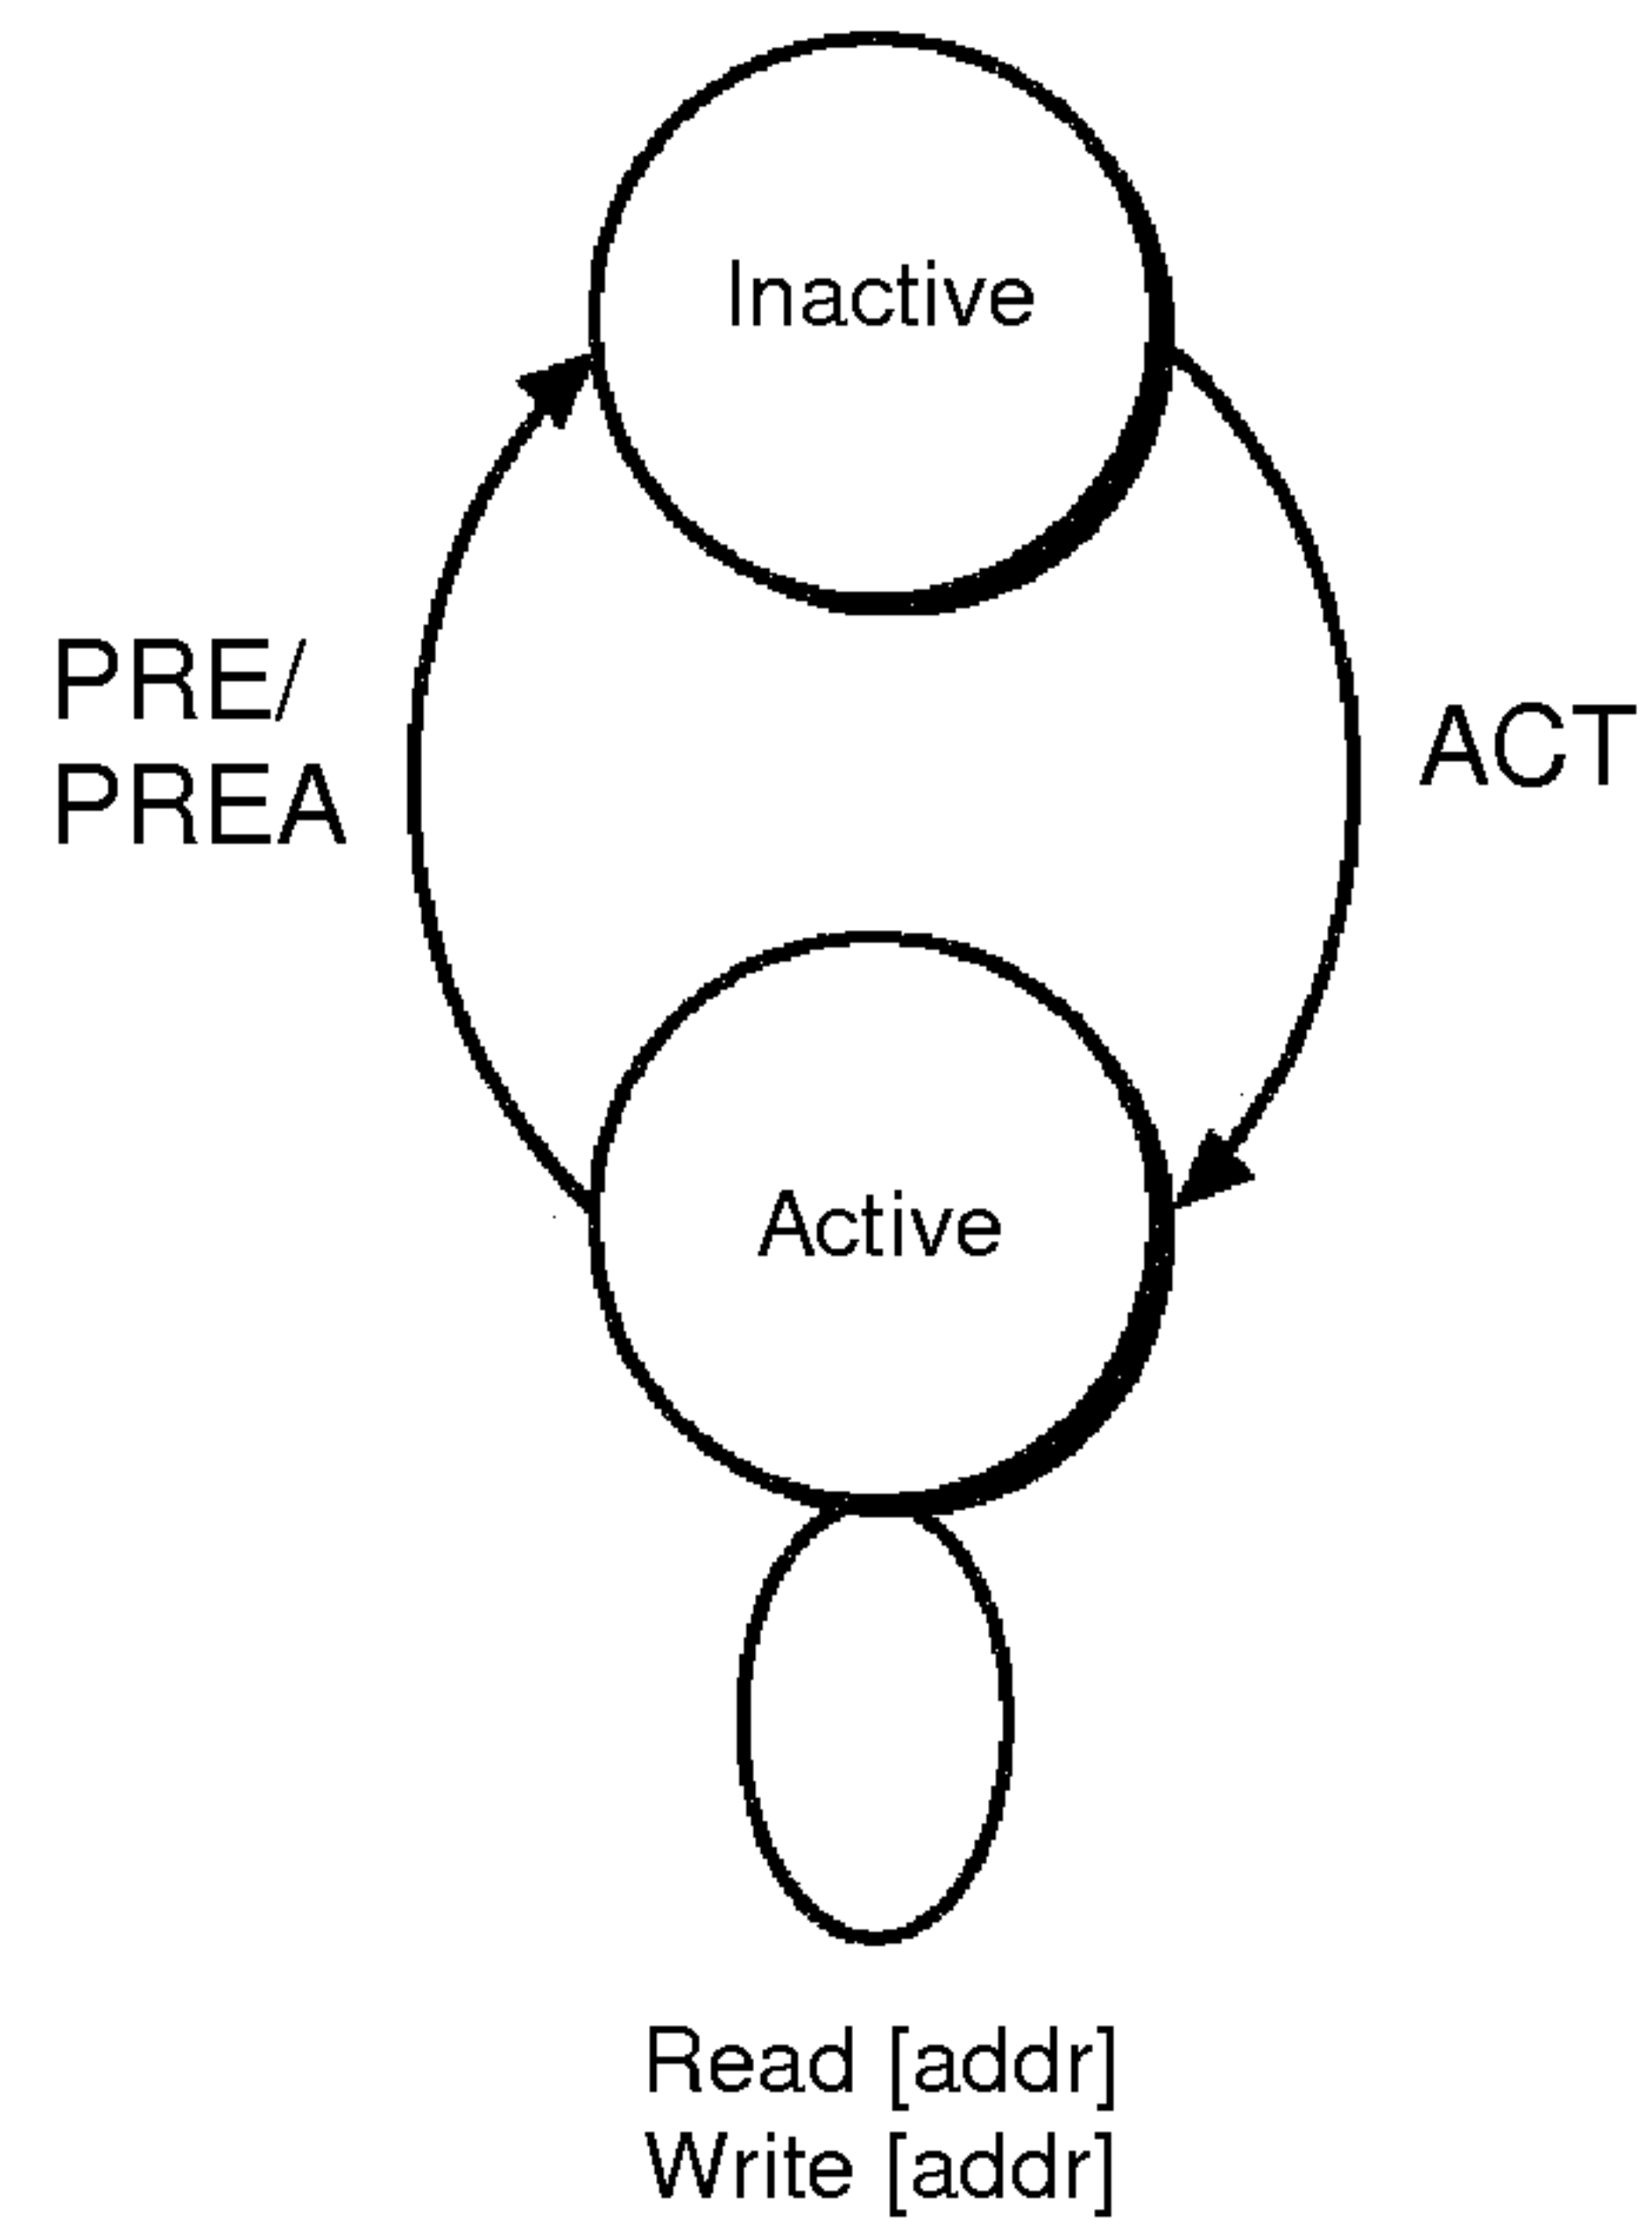 Inactive
PRE/
PREA
ACT
Active
Read [addr]
Write [addr]